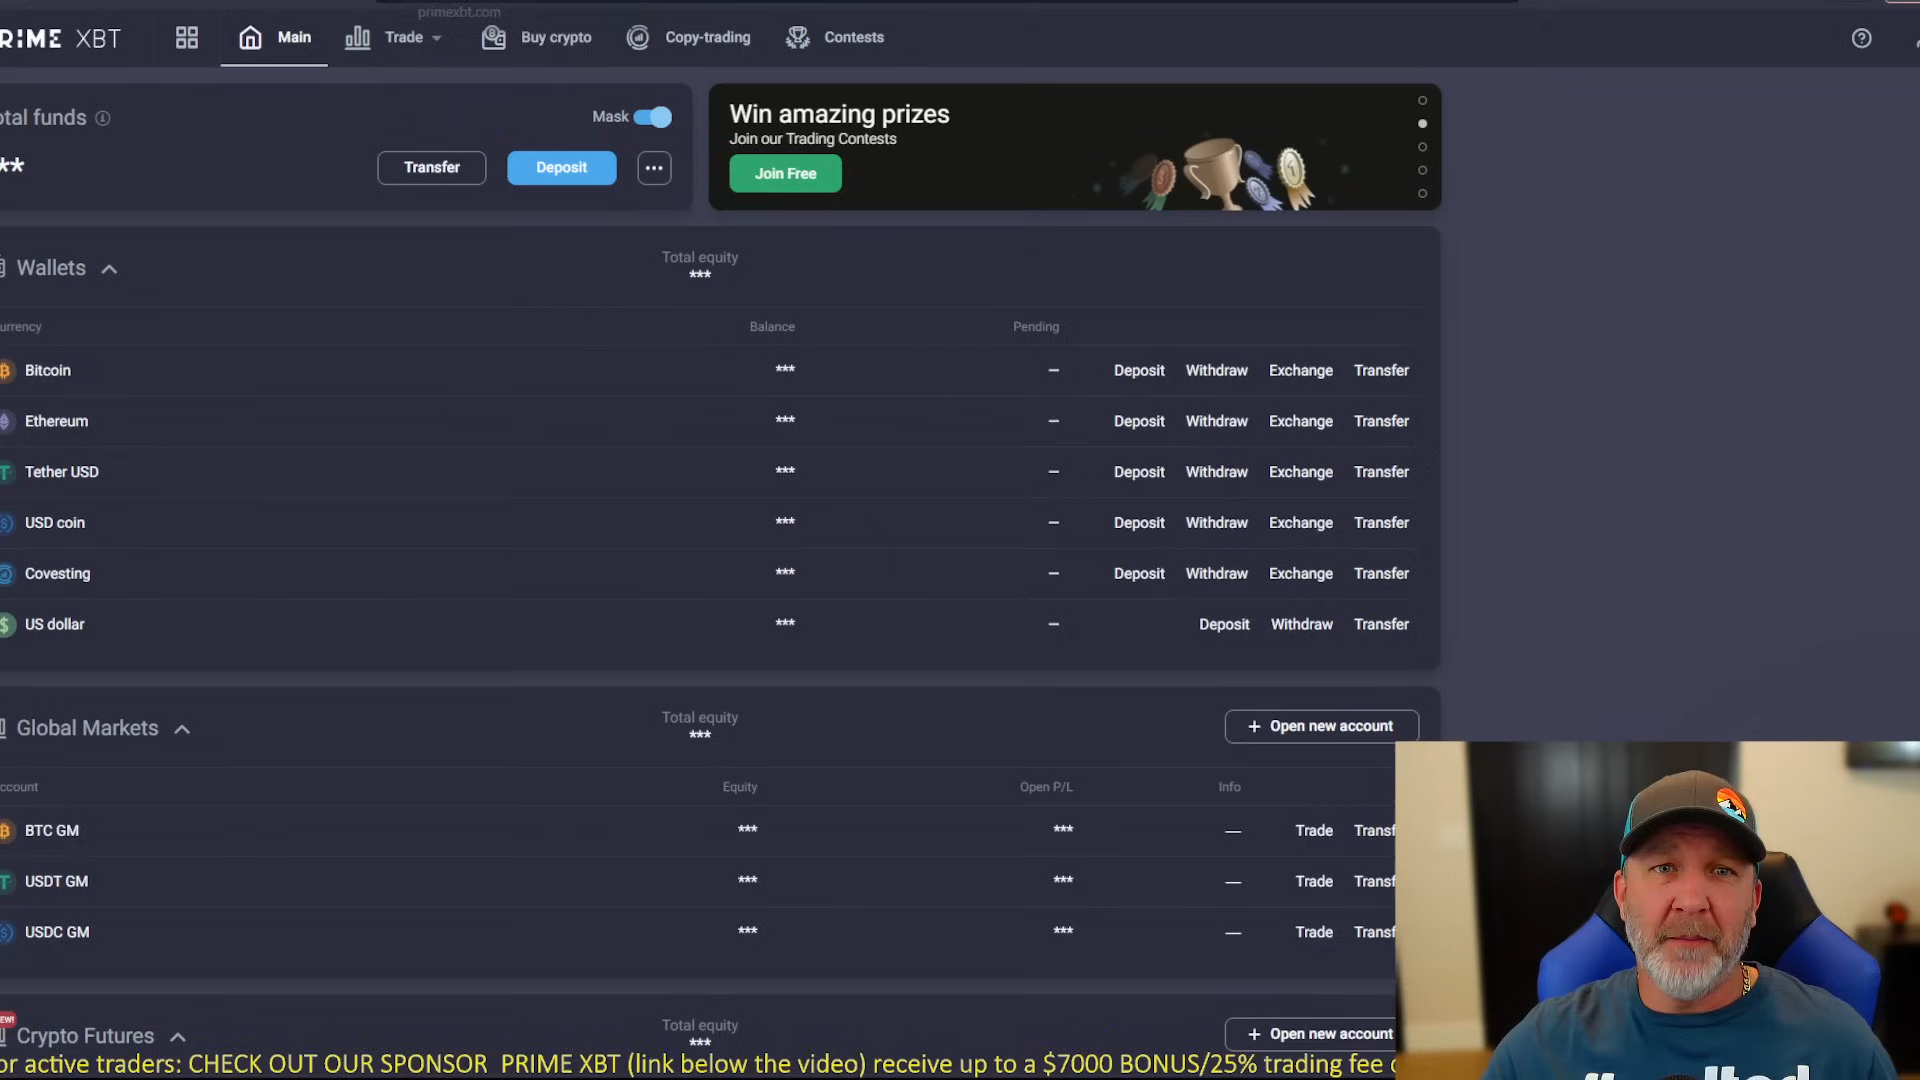 primexbt.com
RIME XBT
Main
Trade
Buy crypto
Copy-trading
Contests
otal funds
Mask
**
Transfer
Deposit
Win amazing prizes
Join our Trading Contests
Join Free
Wallets
Total equity
***
urrency
Balance
Pending
Bitcoin *** – Deposit Withdraw Exchange Transfer
Ethereum *** – Deposit Withdraw Exchange Transfer
Tether USD *** – Deposit Withdraw Exchange Transfer
USD coin *** – Deposit Withdraw Exchange Transfer
Covesting *** – Deposit Withdraw Exchange Transfer
US dollar *** – Deposit Withdraw Transfer
Global Markets
Total equity
***
+ Open new account
ccount Equity Open P/L Info
BTC GM *** *** — Trade Transf
USDT GM *** *** — Trade Transf
USDC GM *** *** — Trade Transf
EW!
Crypto Futures
Total equity
***
+ Open new account
or active traders: CHECK OUT OUR SPONSOR PRIME XBT (link below the video) receive up to a $7000 BONUS/25% trading fee